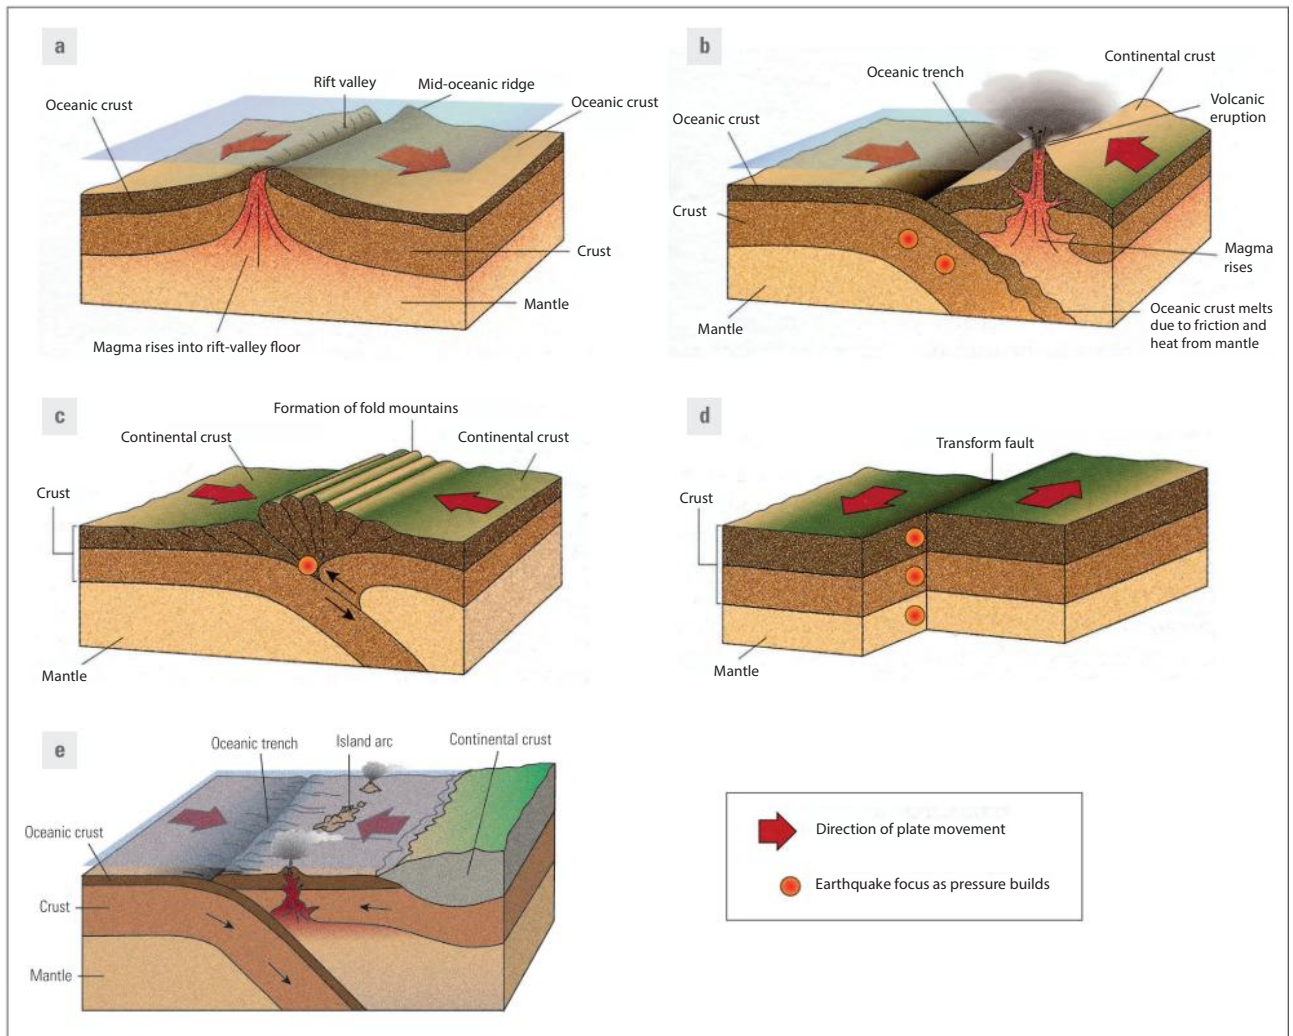 a
Rift valley
Mid-oceanic ridge
Oceanic crust
Oceanic crust
Crust
Mantle
Magma rises into rift-valley floor
b
Continental crust
Oceanic trench
Volcanic
eruption
Oceanic crust
Crust
Magma
rises
Mantle
Oceanic crust melts
due to friction and
heat from mantle
c
Formation of fold mountains
Continental crust
Continental crust
Crust
Mantle
d
Transform fault
Crust
Mantle
e
Oceanic trench
Island arc
Continental crust
Oceanic crust
Crust
Mantle
Direction of plate movement
Earthquake focus as pressure builds